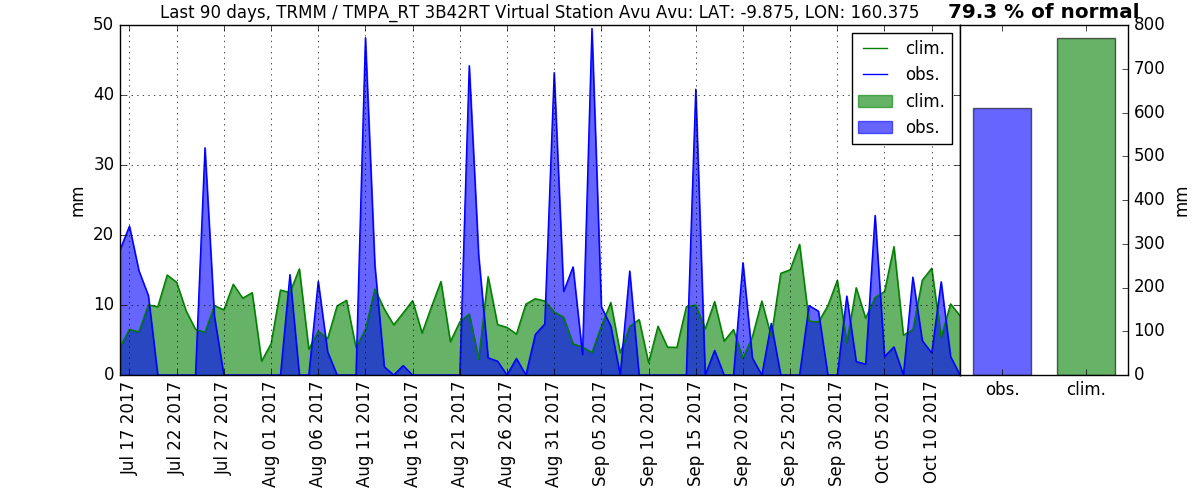 Last 90 days, TRMM / TMPA_RT 3B42RT Virtual Station Avu Avu: LAT: -9.875, LON: 160.375
79.3 % of normal
mm
50
40
30
20
10
0
clim.
obs.
clim.
obs.
800
700
600
500
400
300
200
100
0
mm
Jul 17 2017
Jul 22 2017
Jul 27 2017
Aug 01 2017
Aug 06 2017
Aug 11 2017
Aug 16 2017
Aug 21 2017
Aug 26 2017
Aug 31 2017
Sep 05 2017
Sep 10 2017
Sep 15 2017
Sep 20 2017
Sep 25 2017
Sep 30 2017
Oct 05 2017
Oct 10 2017
obs.
clim.